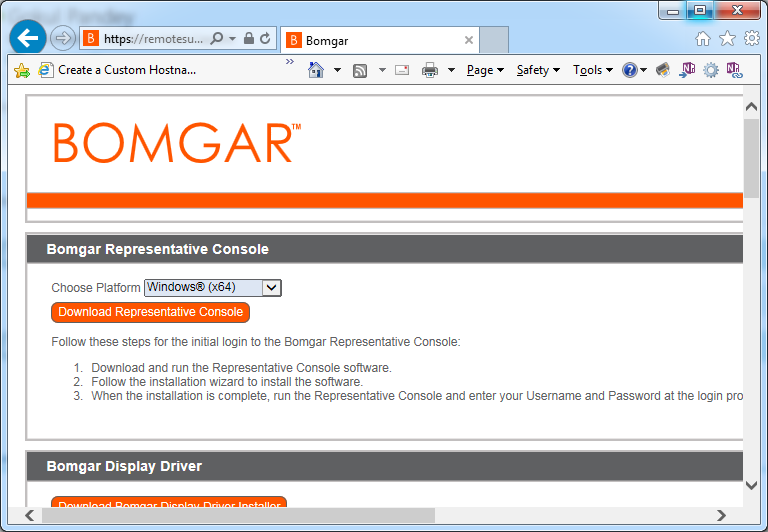 https://remotesu...
Bomgar
Create a Custom Hostna...
»
Page
Safety
Tools
BOMGAR™
Bomgar Representative Console
Choose Platform Windows® (x64)
Download Representative Console
Follow these steps for the initial login to the Bomgar Representative Console:
1. Download and run the Representative Console software.
2. Follow the installation wizard to install the software.
3. When the installation is complete, run the Representative Console and enter your Username and Password at the login pro
Bomgar Display Driver
Download Bomgar Display Driver Installer